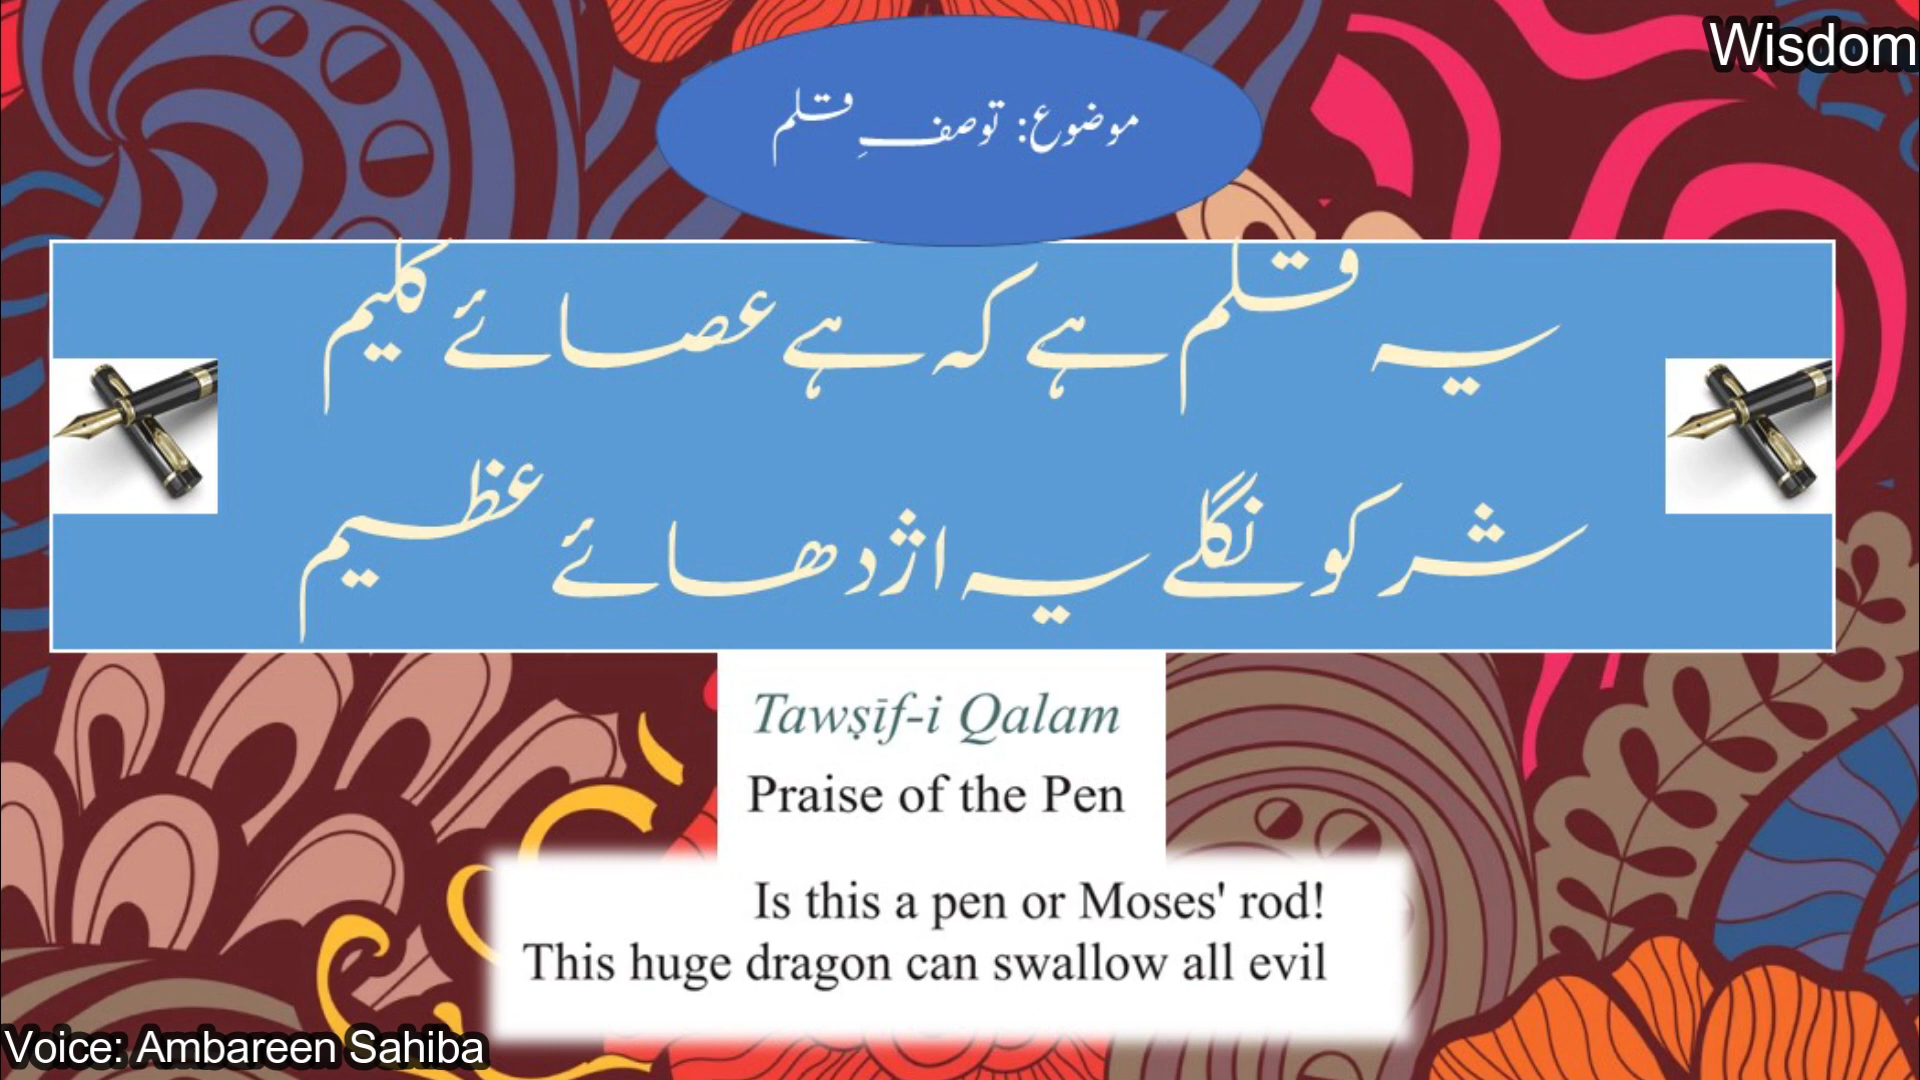 Wisdom
موضوع: توصفِ قلم
یہ قلم ہے کہ ہے عصائے کلیم
شر کو نگلے یہ اژدھائے عظیم
Tawṣīf-i Qalam
Praise of the Pen
Is this a pen or Moses' rod!
This huge dragon can swallow all evil
Voice: Ambareen Sahiba